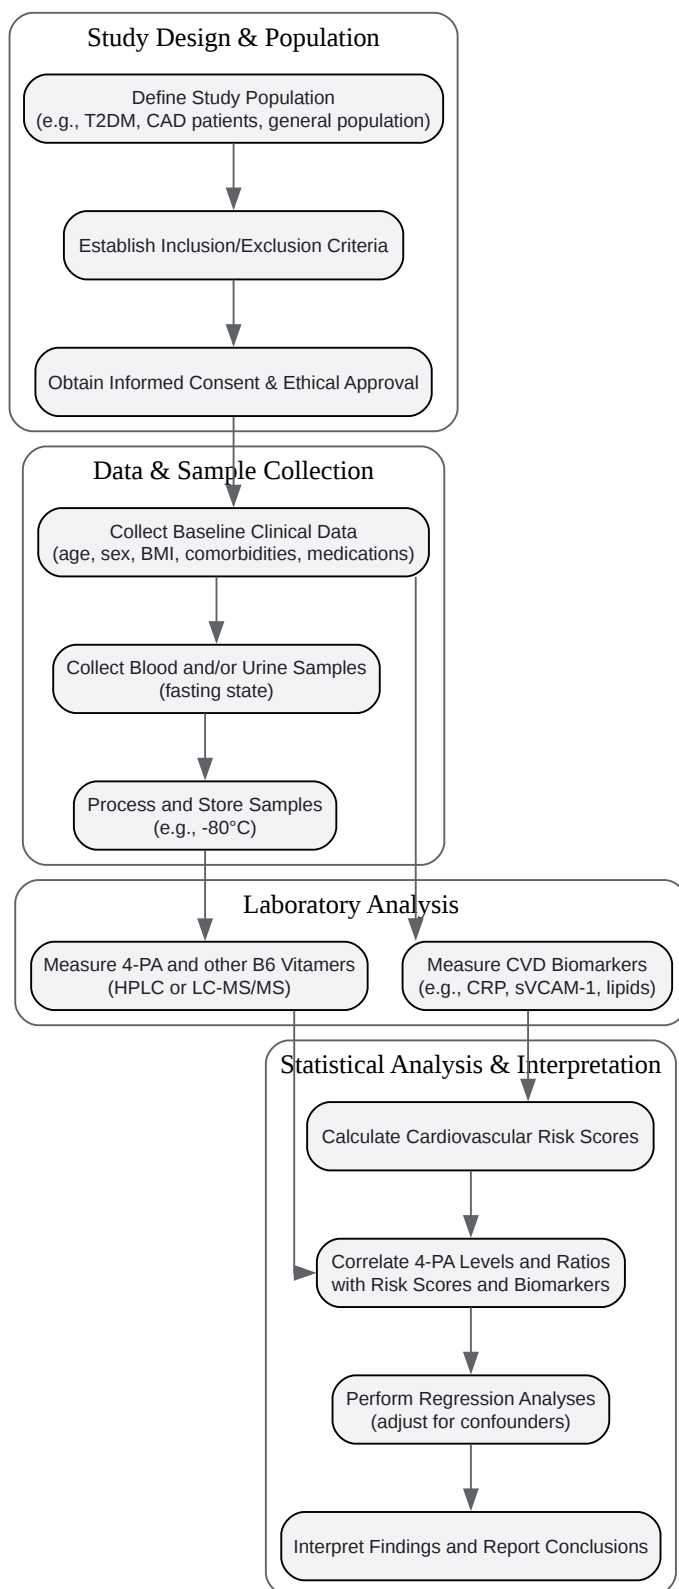 Study Design & Population
Define Study Population
(e.g., T2DM, CAD patients, general population)
Establish Inclusion/Exclusion Criteria
Obtain Informed Consent & Ethical Approval
Data & Sample Collection
Collect Baseline Clinical Data
(age, sex, BMI, comorbidities, medications)
Collect Blood and/or Urine Samples
(fasting state)
Process and Store Samples
(e.g., -80°C)
Laboratory Analysis
Measure 4-PA and other B6 Vitamers
(HPLC or LC-MS/MS)
Measure CVD Biomarkers
(e.g., CRP, sVCAM-1, lipids)
Statistical Analysis & Interpretation
Calculate Cardiovascular Risk Scores
Correlate 4-PA Levels and Ratios
with Risk Scores and Biomarkers
Perform Regression Analyses
(adjust for confounders)
Interpret Findings and Report Conclusions